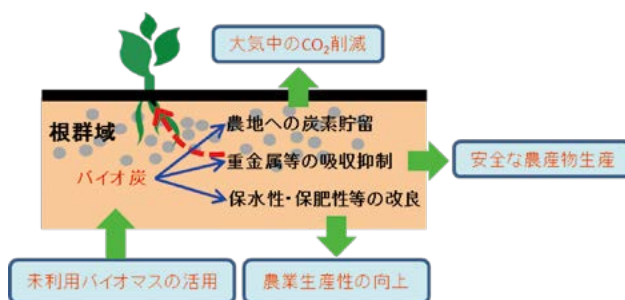 大気中のCO₂削減
根群域
農地への炭素貯留
重金属等の吸収抑制
安全な農産物生産
バイオ炭
保水性・保肥性等の改良
未利用バイオマスの活用
農業生産性の向上